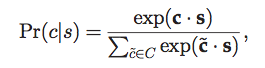 Pr(c|s) = exp(c · s) / ∑_{c̃∈C} exp(c̃ · s),